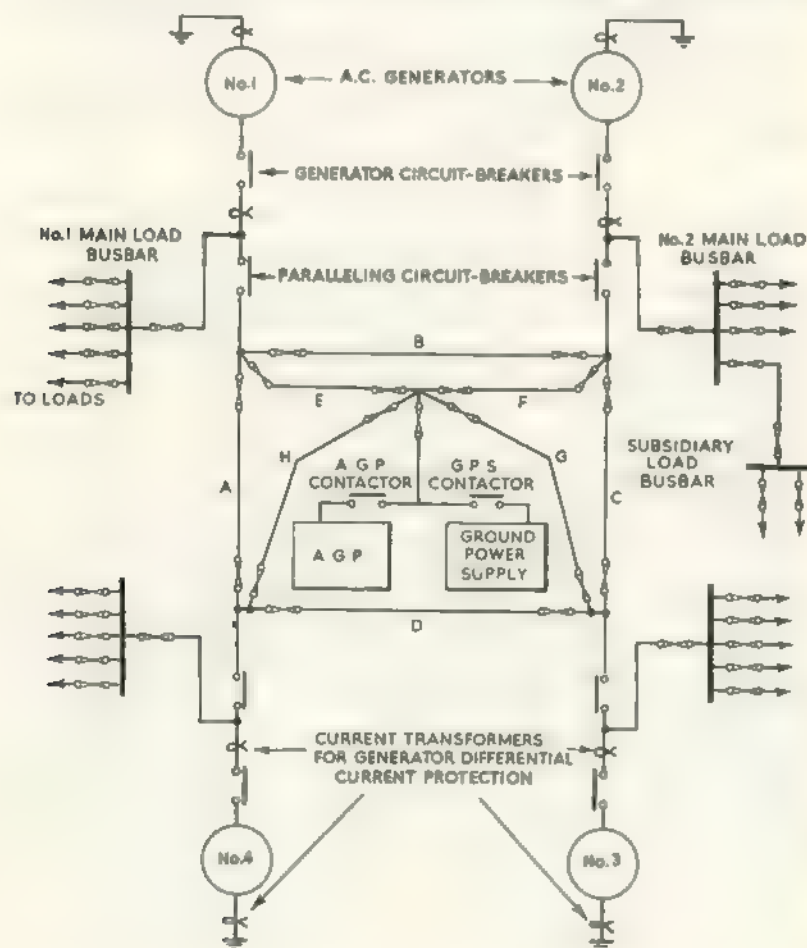 No.1
A.C. GENERATORS
No.2
GENERATOR CIRCUIT-BREAKERS
No.1 MAIN LOAD
BUSBAR
No.2 MAIN LOAD
BUSBAR
PARALLELING CIRCUIT-BREAKERS
B
TO LOADS
E
F
H
G
A G P
CONTACTOR
G P S
CONTACTOR
SUBSIDIARY
LOAD
BUSBAR
A
C
A G P
GROUND
POWER
SUPPLY
D
CURRENT TRANSFORMERS
FOR GENERATOR DIFFERENTIAL
CURRENT PROTECTION
No.4
No.3